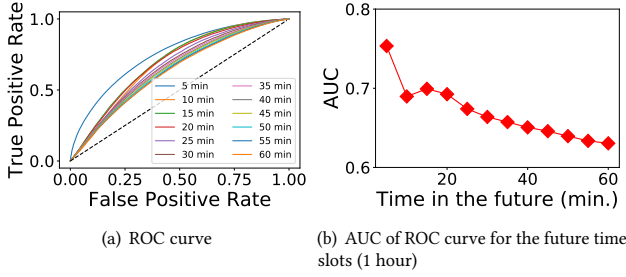 True Positive Rate
1.0
0.5
0.0
0.00 0.25 0.50 0.75 1.00
False Positive Rate
5 min 35 min
10 min 40 min
15 min 45 min
20 min 50 min
25 min 55 min
30 min 60 min
(a) ROC curve
AUC
0.8
0.7
0.6
20 40 60
Time in the future (min.)
(b) AUC of ROC curve for the future time
slots (1 hour)